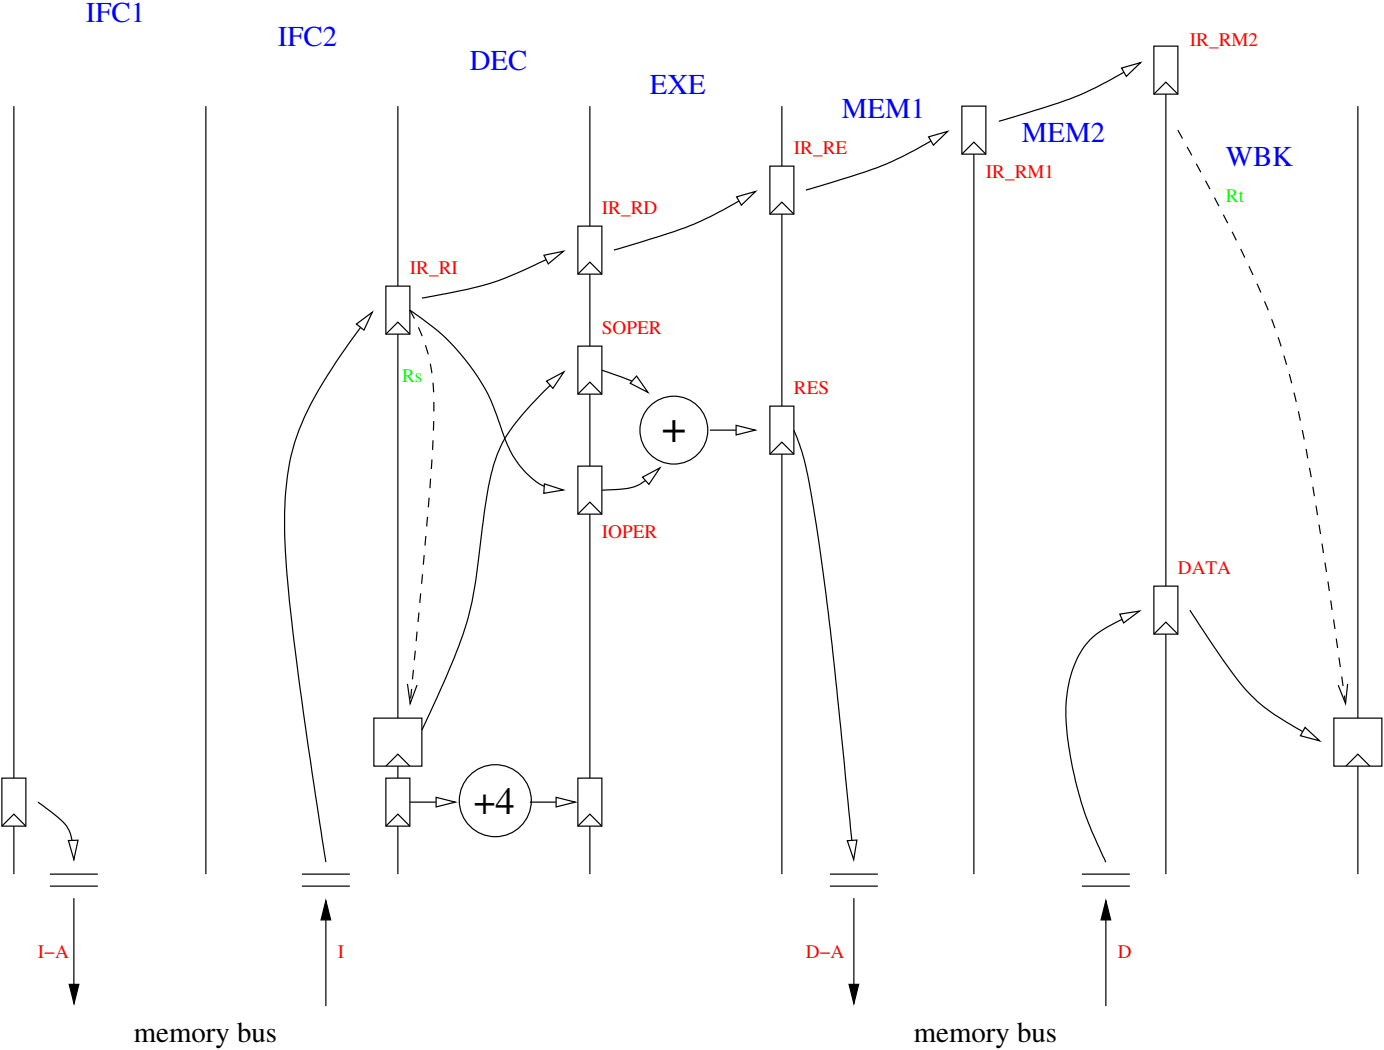 IFC1
IFC2
DEC
EXE
MEM1
MEM2
WBK
IR_RM2
IR_RE
IR_RM1
Rt
IR_RD
IR_RI
SOPER
Rs
RES
+
IOPER
DATA
+4
I−A
I
D−A
D
memory bus
memory bus